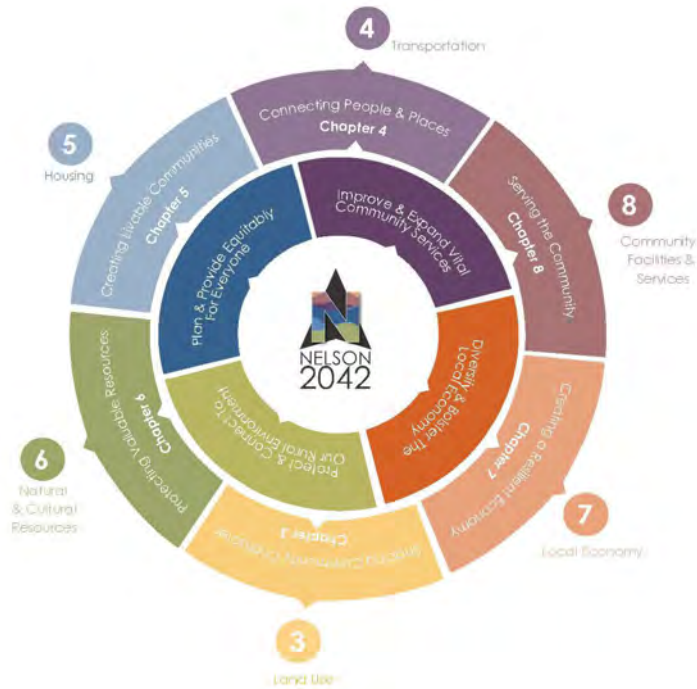 4
Transportation
Connecting People & Places
Chapter 4
5
Housing
Creating Livable Communities
Chapter 5
8
Community
Facilities &
Services
Serving the Community
Chapter 8
Improve & Expand Vital
Community Services
Plan & Provide Equitably
For Everyone
NELSON
2042
Diversify & Bolster The
Local Economy
Protect & Connect to
Our Rural Environment
6
Natural
& Cultural
Resources
Protecting Valuable Resources
Chapter 6
7
Local Economy
Creating a Resilient Economy
Chapter 7
Community Character
Chapter 3
3
Land Use